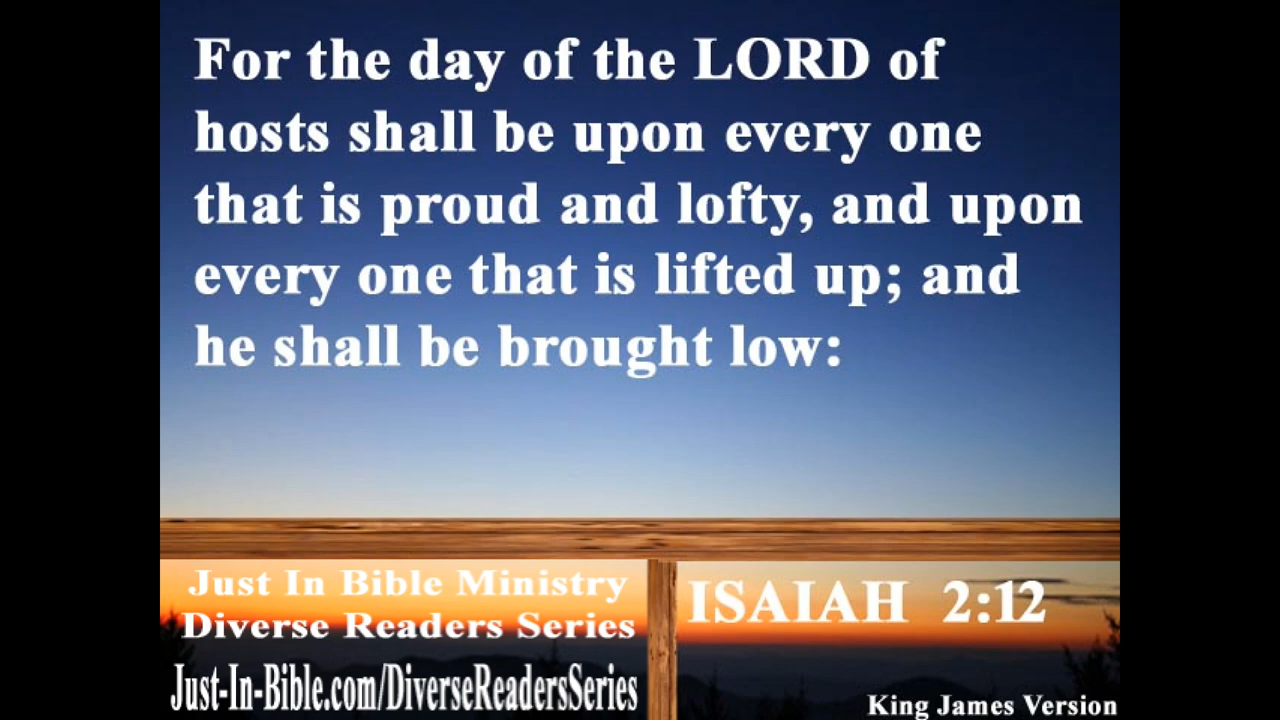 For the day of the LORD of
hosts shall be upon every one
that is proud and lofty, and upon
every one that is lifted up; and
he shall be brought low:
Just In Bible Ministry
Diverse Readers Series
Just-In-Bible.com/DiverseReadersSeries
ISAIAH 2:12
King James Version